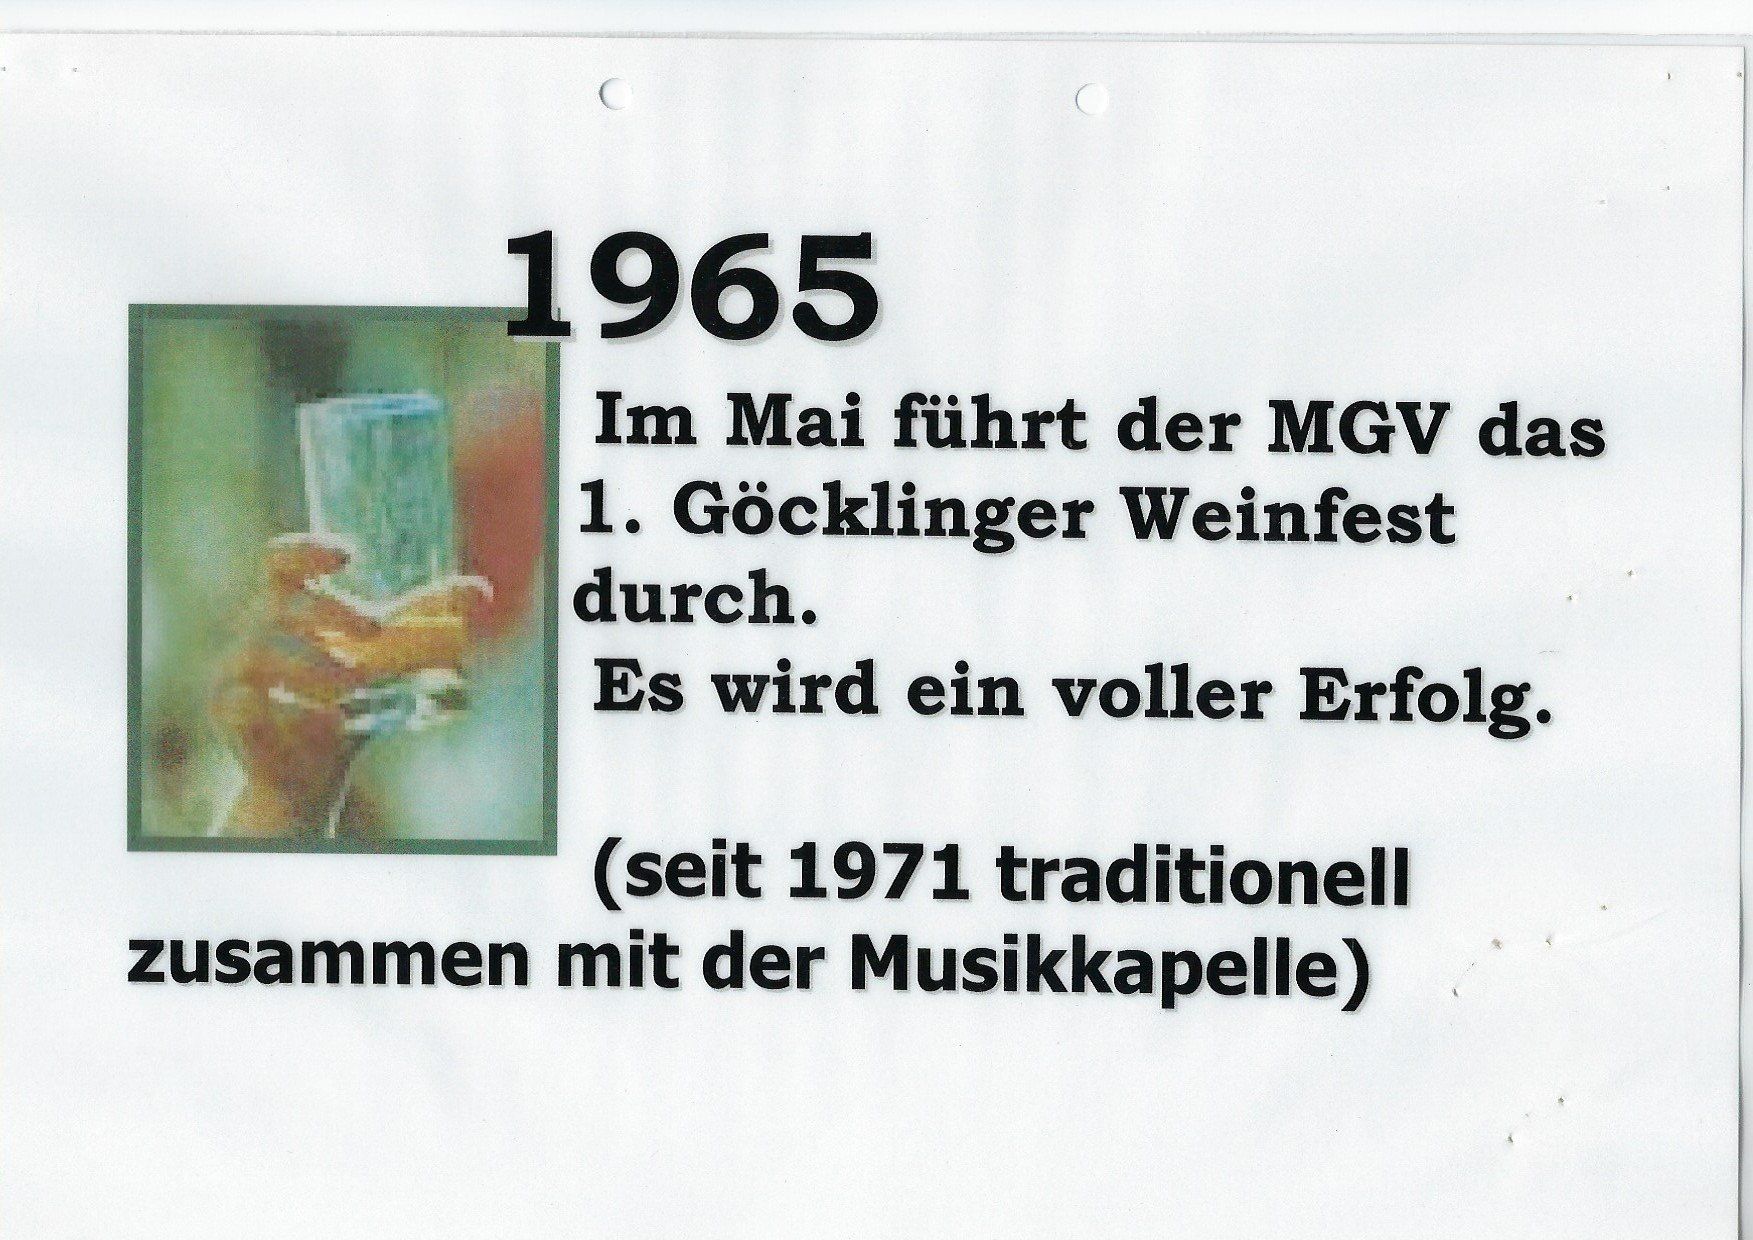 1965
Im Mai führt der MGV das
1. Göcklinger Weinfest
durch.
Es wird ein voller Erfolg.
(seit 1971 traditionell
zusammen mit der Musikkapelle)